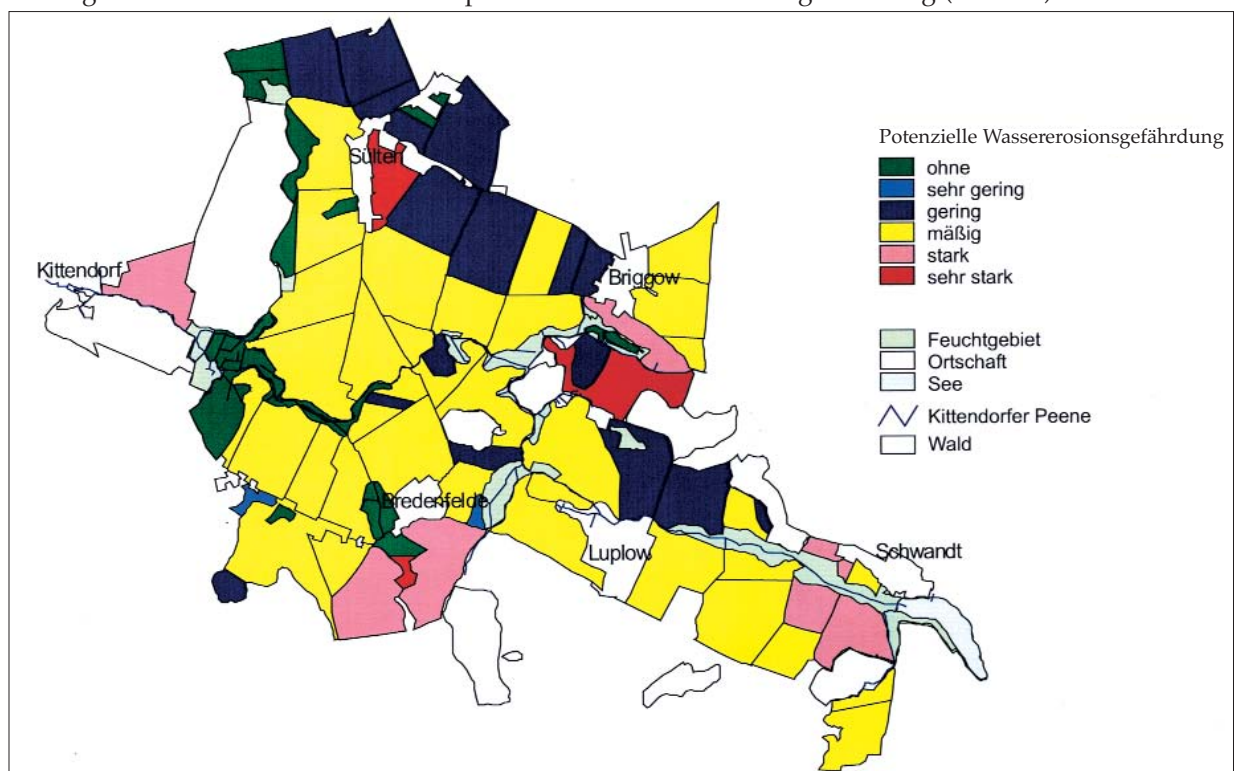 Potenzielle Wassererosionsgefährdung
ohne
sehr gering
gering
mäßig
stark
sehr stark
Feuchtgebiet
Ortschaft
See
Kittendorfer Peene
Wald
Sülten
Kittendorf
Briggow
Bredenfelde
Luplow
Schwandt